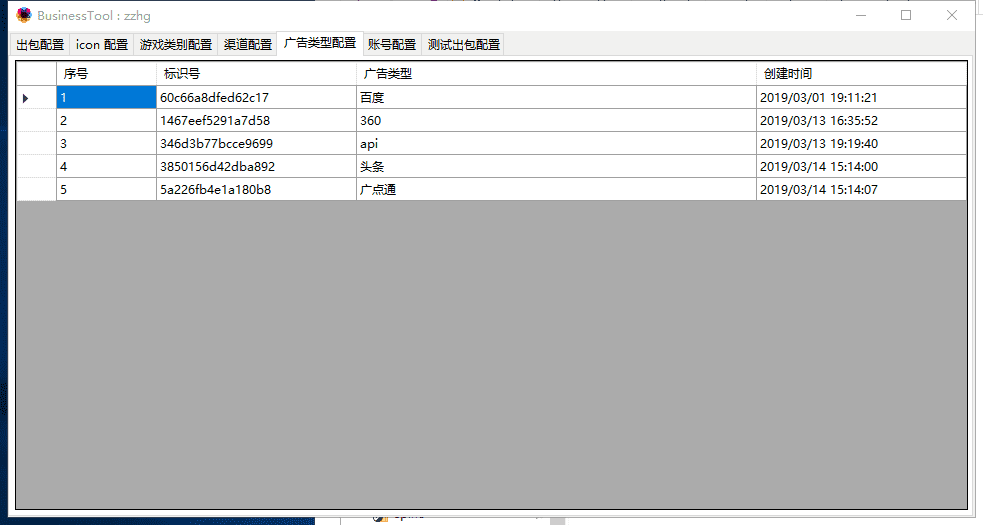 BusinessTool : zzhg
出包配置 icon 配置 游戏类别配置 渠道配置 广告类型配置 账号配置 测试出包配置
序号 标识号 广告类型 创建时间
1 60c66a8dfed62c17 百度 2019/03/01 19:11:21
2 1467eef5291a7d58 360 2019/03/13 16:35:52
3 346d3b77bcce9699 api 2019/03/13 19:19:40
4 3850156d42dba892 头条 2019/03/14 15:14:00
5 5a226fb4e1a180b8 广点通 2019/03/14 15:14:07